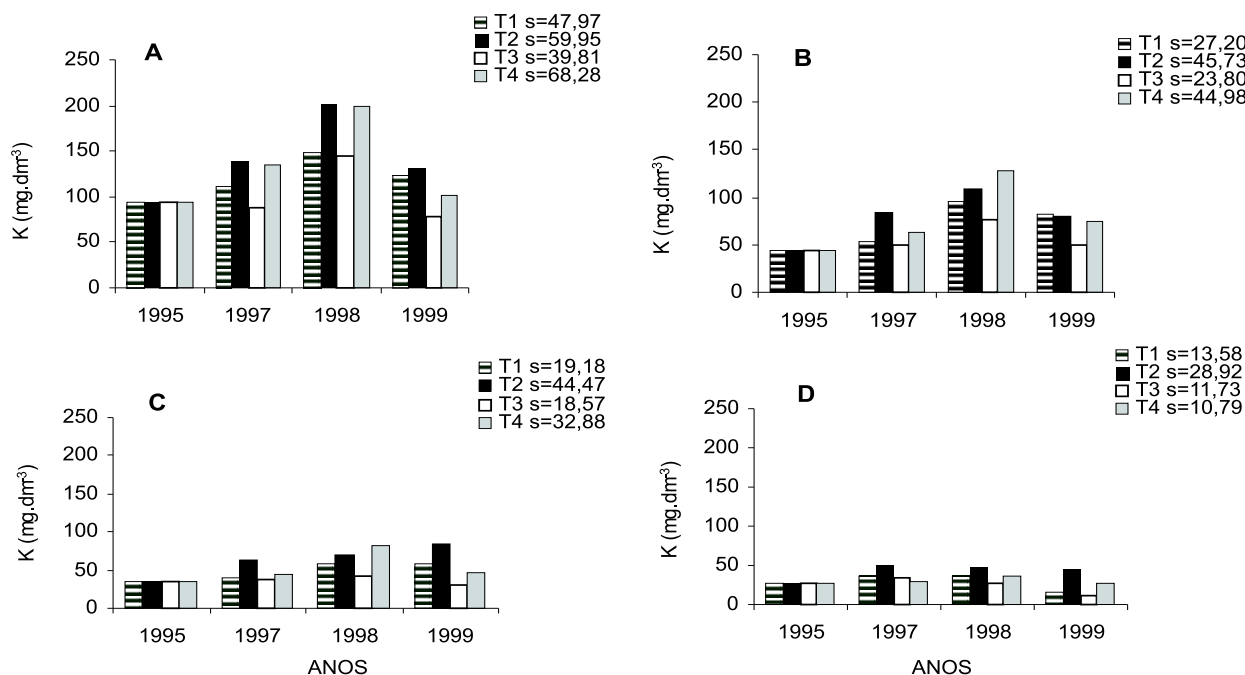 A
T1 s=47,97
T2 s=59,95
T3 s=39,81
T4 s=68,28
K (mg.dm³)
250
200
150
100
50
0
1995 1997 1998 1999
B
T1 s=27,20
T2 s=45,73
T3 s=23,80
T4 s=44,98
K (mg.dm³)
250
200
150
100
50
0
1995 1997 1998 1999
C
T1 s=19,18
T2 s=44,47
T3 s=18,57
T4 s=32,88
K (mg.dm⁻³)
250
200
150
100
50
0
1995 1997 1998 1999
ANOS
D
T1 s=13,58
T2 s=28,92
T3 s=11,73
T4 s=10,79
K (mg.dm⁻³)
250
200
150
100
50
0
1995 1997 1998 1999
ANOS